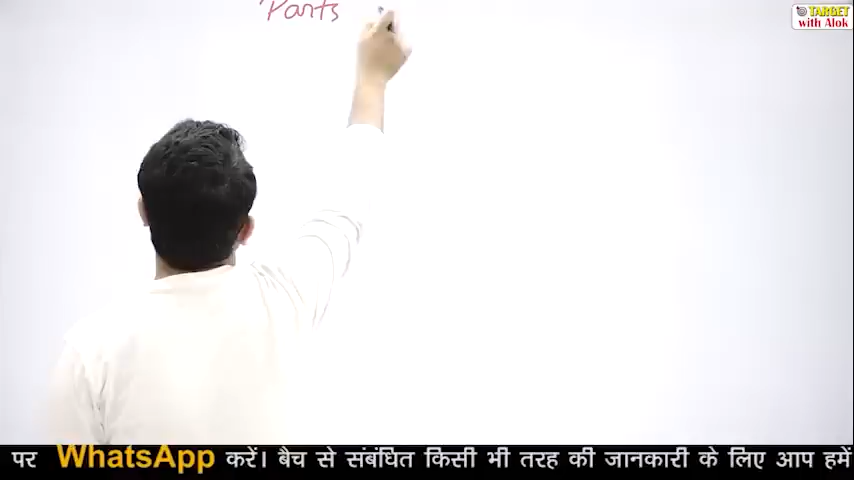 Parts
TARGET
with Alok
पर WhatsApp करें। बैच से संबंधित किसी भी तरह की जानकारी के लिए आप हमें